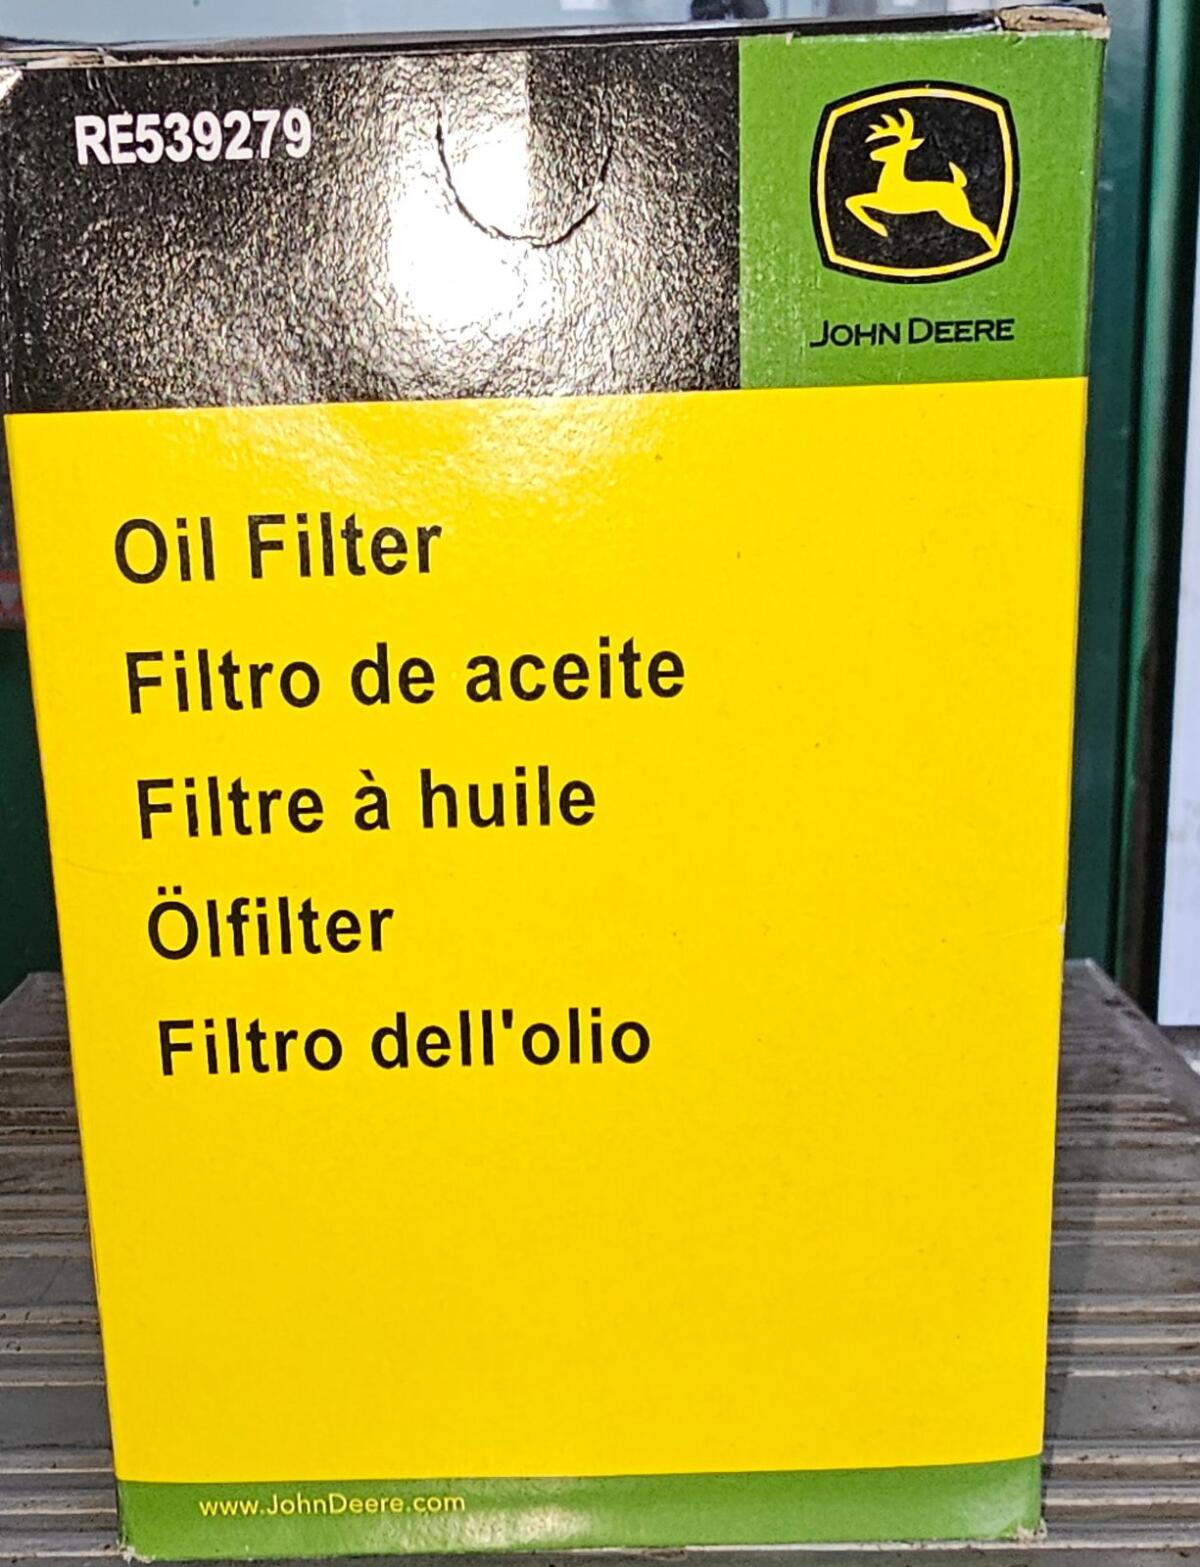 RE539279
JOHN DEERE
Oil Filter
Filtro de aceite
Filtre à huile
Ölfilter
Filtro dell'olio
www.JohnDeere.com